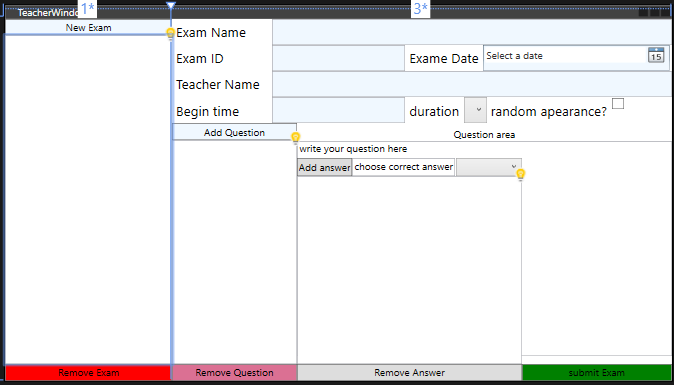 TeacherWindo 1* 3*
New Exam
Exam Name
Exam ID Exame Date Select a date 15
Teacher Name
Begin time duration random apearance?
Add Question Question area
write your question here
Add answer choose correct answer
Remove Exam Remove Question Remove Answer submit Exam